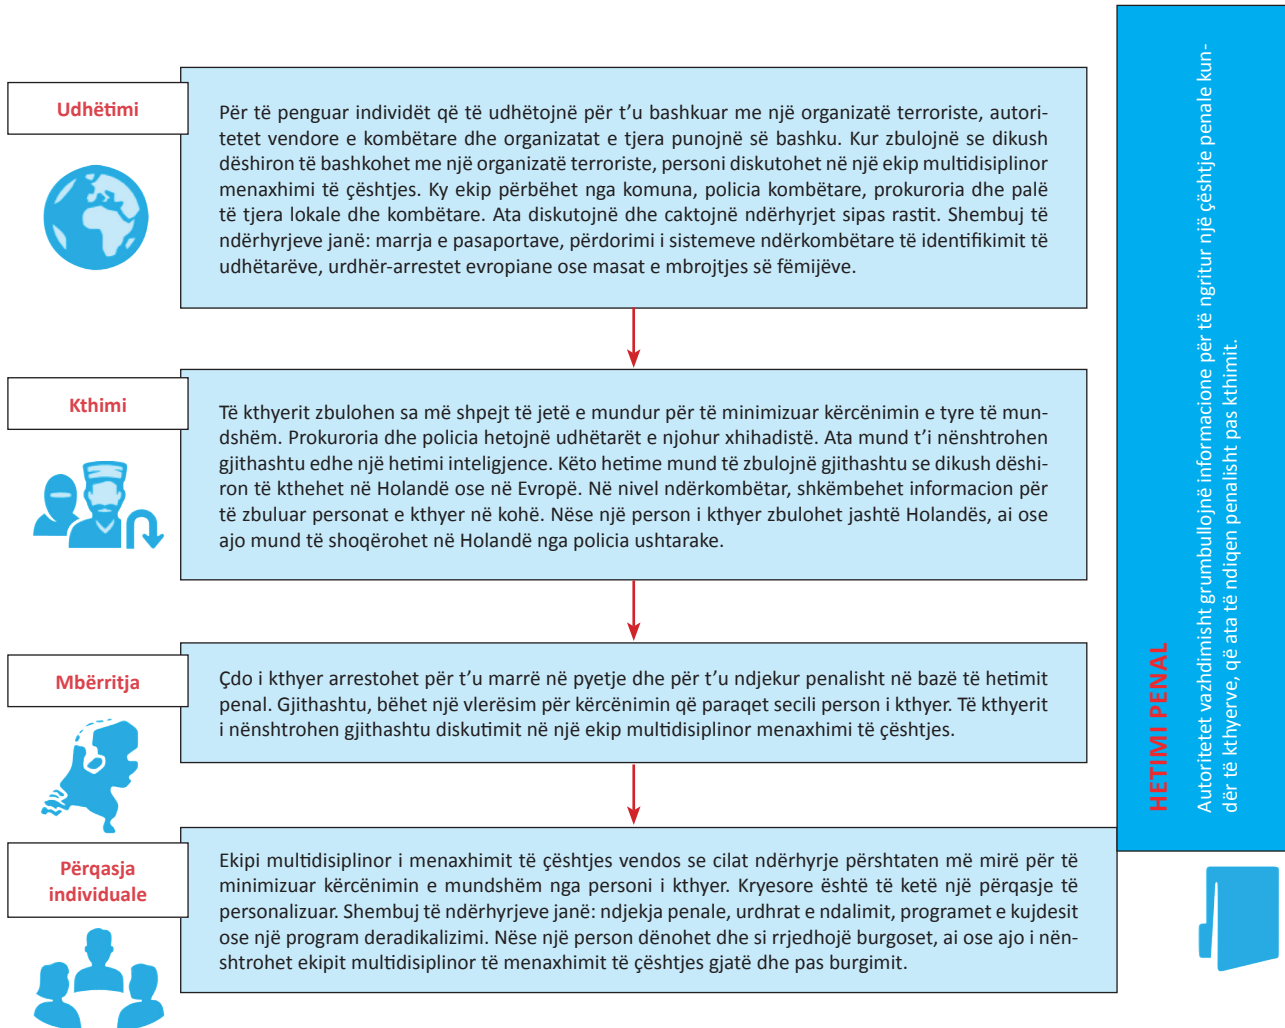 Udhëtimi
Për të penguar individët që të udhëtojnë për t'u bashkuar me një organizatë terroriste, autori-
tetet vendore e kombëtare dhe organizatat e tjera punojnë së bashku. Kur zbulojnë se dikush
dëshiron të bashkohet me një organizatë terroriste, personi diskutohet në një ekip multidisiplinor
menaxhimi të çështjes. Ky ekip përbëhet nga komuna, policia kombëtare, prokuroria dhe palë
të tjera lokale dhe kombëtare. Ata diskutojnë dhe caktojnë ndërhyrjet sipas rastit. Shembuj të
ndërhyrjeve janë: marrja e pasaportave, përdorimi i sistemeve ndërkombëtare të identifikimit të
udhëtarëve, urdhër-arrestet evropiane ose masat e mbrojtjes së fëmijëve.
Kthimi
Të kthyerit zbulohen sa më shpejt të jetë e mundur për të minimizuar kërcënimin e tyre të mun-
dshëm. Prokuroria dhe policia hetojnë udhëtarët e njohur xhihadistë. Ata mund t'i nënshtrohen
gjithashtu edhe një hetimi inteligjence. Këto hetime mund të zbulojnë gjithashtu se dikush dëshi-
ron të kthehet në Holandë ose në Evropë. Në nivel ndërkombëtar, shkëmbehet informacion për
të zbuluar personat e kthyer në kohë. Nëse një person i kthyer zbulohet jashtë Holandës, ai ose
ajo mund të shoqërohet në Holandë nga policia ushtarake.
Mbërritja
Çdo i kthyer arrestohet për t'u marrë në pyetje dhe për t'u ndjekur penalisht në bazë të hetimit
penal. Gjithashtu, bëhet një vlerësim për kërcënimin që paraqet secili person i kthyer. Të kthyerit
i nënshtrohen gjithashtu diskutimit në një ekip multidisiplinor menaxhimi të çështjes.
Përqasja
individuale
Ekipi multidisiplinor i menaxhimit të çështjes vendos se cilat ndërhyrje përshtaten më mirë për të
minimizuar kërcënimin e mundshëm nga personi i kthyer. Kryesore është të ketë një përqasje të
personalizuar. Shembuj të ndërhyrjeve janë: ndjekja penale, urdhrat e ndalimit, programet e kujdesit
ose një program deradikalizimi. Nëse një person dënohet dhe si rrjedhojë burgoset, ai ose ajo i nën-
shtrohet ekipit multidisiplinor të menaxhimit të çështjes gjatë dhe pas burgimit.
HETIMI PENAL
Autoritetet vazhdimisht grumbullojnë informacione për të ngritur një çështje penale kun-
dër të kthyerve, që ata të ndiqen penalisht pas kthimit.